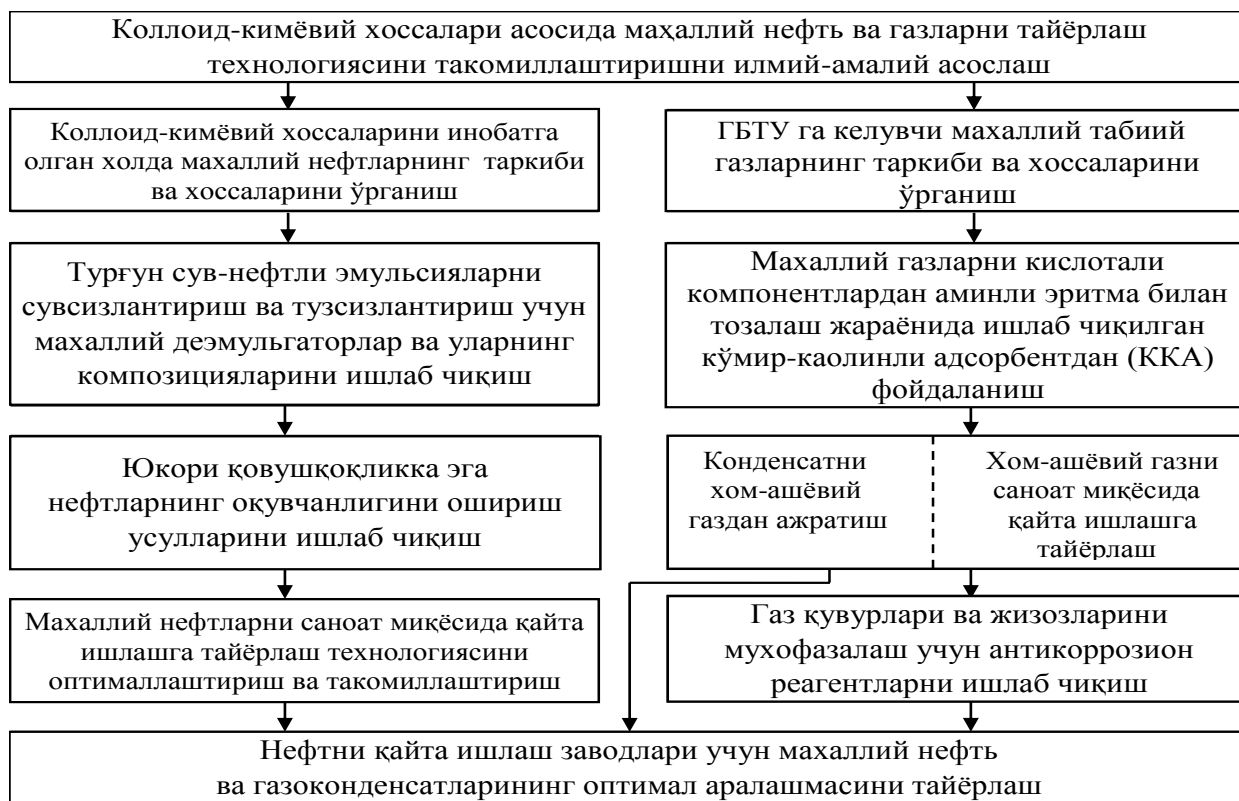 Коллоид-кимёвий хоссалари асосида маҳаллий нефть ва газларни тайёрлаш
технологиясини такомиллаштиришни илмий-амалий асослаш
Коллоид-кимёвий хоссаларини инобатга
олган холда махаллий нефтларнинг таркиби
ва хоссаларини ўрганиш
ГБТУ га келувчи махаллий табиий
газларнинг таркиби ва хоссаларини
ўрганиш
Турғун сув-нефтли эмульсияларни
сувсизлантириш ва тузсизлантириш учун
махаллий деэмульгаторлар ва уларнинг
композицияларини ишлаб чиқиш
Махаллий газларни кислотали
компонентлардан аминли эритма билан
тозалаш жараёнида ишлаб чиқилган
кўмир-каолинли адсорбентдан (ККА)
фойдаланиш
Юкори қовушқоқликка эга
нефтларнинг оқувчанлигини ошириш
усулларини ишлаб чиқиш
Конденсатни
хом-ашёвий
газдан ажратиш
Хом-ашёвий газни
саноат миқёсида
қайта ишлашга
тайёрлаш
Махаллий нефтларни саноат миқёсида қайта
ишлашга тайёрлаш технологиясини
оптималлаштириш ва такомиллаштириш
Газ қувурлари ва жизозларини
мухофазалаш учун антикоррозион
реагентларни ишлаб чиқиш
Нефтни қайта ишлаш заводлари учун махаллий нефть
ва газоконденсатларининг оптимал аралашмасини тайёрлаш